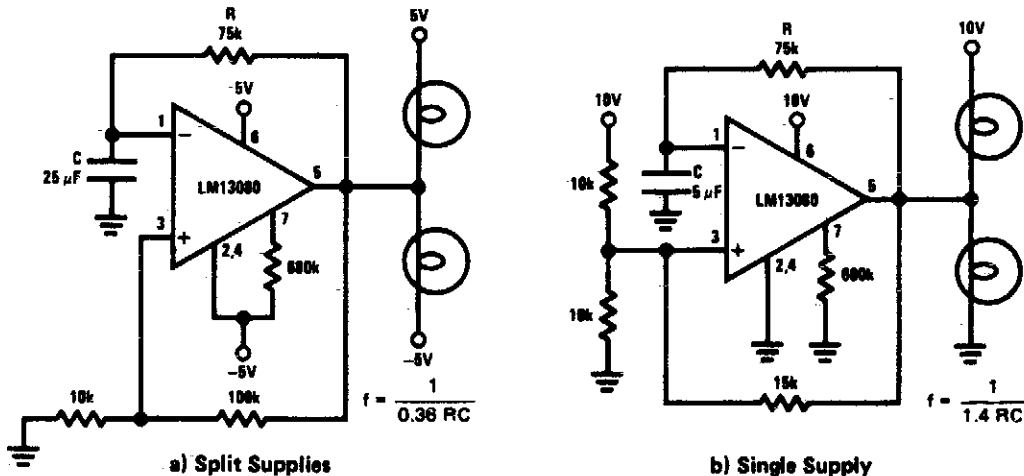 R
75k
5V
5V
1
–
6
C
25 µF
LM13080
5
3
+
7
2,4
680k
–5V
–5V
10k
100k
f = 1 / 0.36 RC
a) Split Supplies
R
75k
10V
10V
10V
1
–
6
10k
C
5 µF
LM13080
5
3
+
7
2,4
680k
10k
15k
f = 1 / 1.4 RC
b) Single Supply